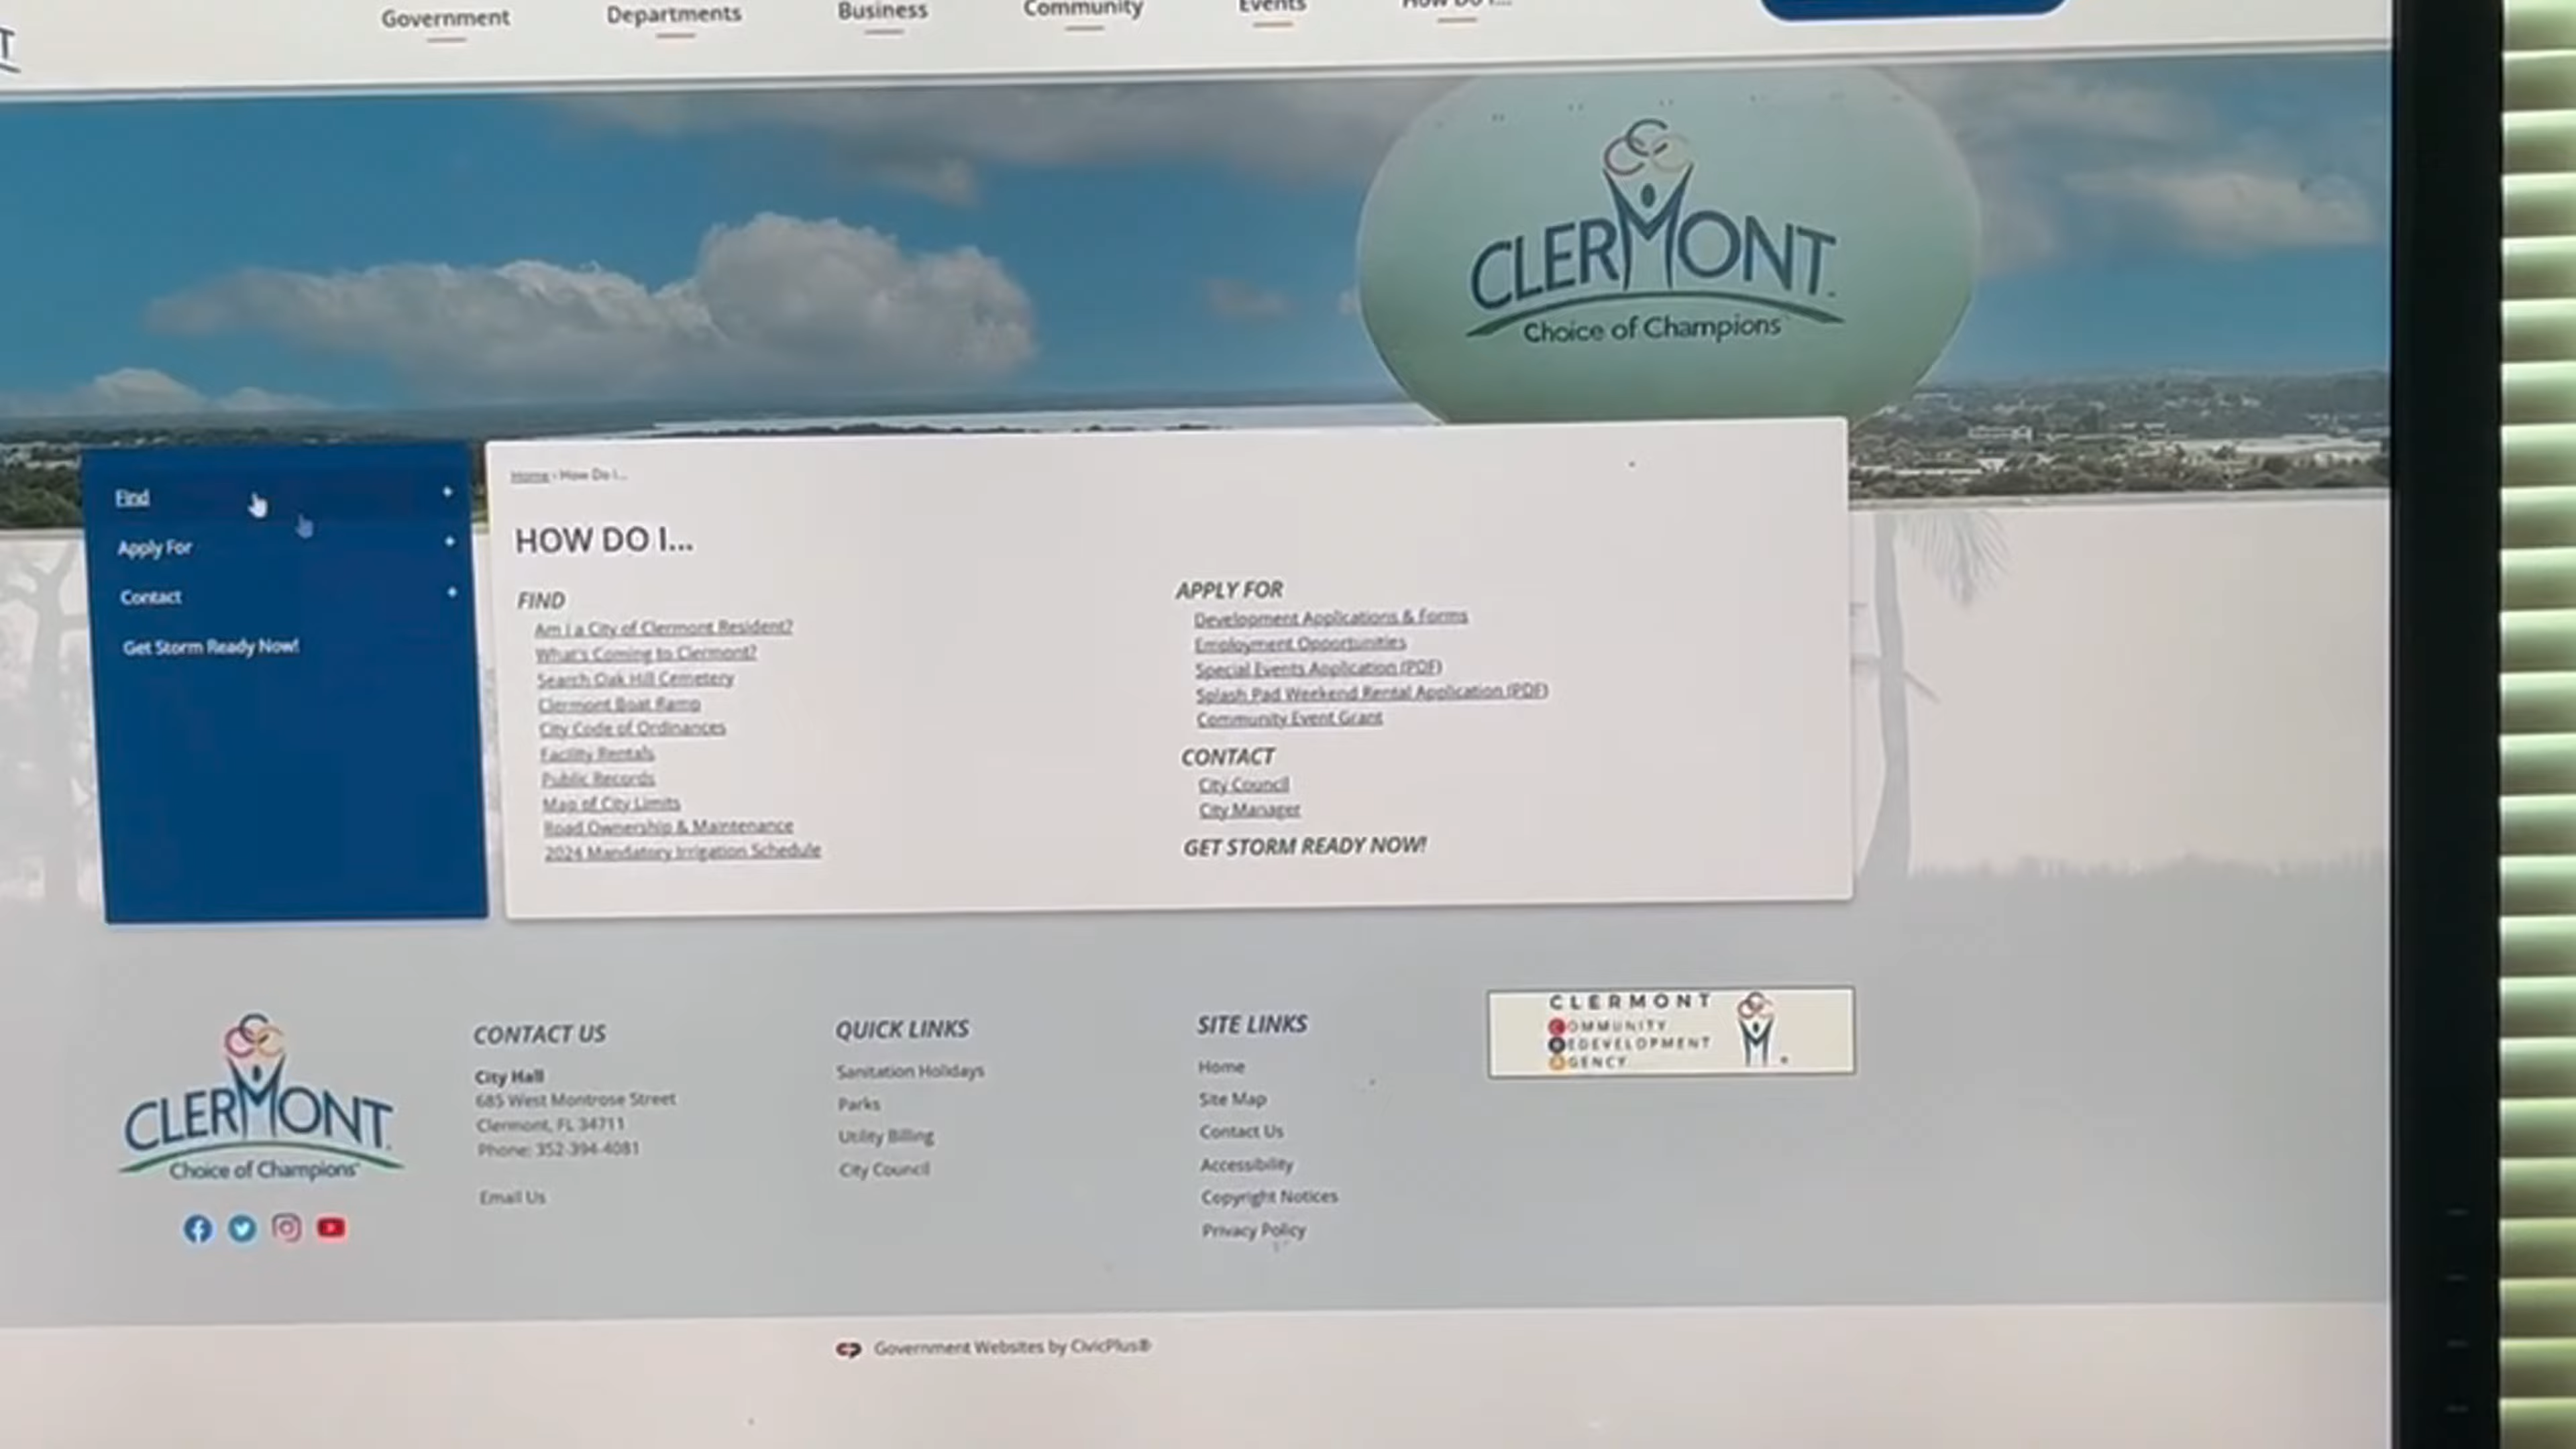 Government
Departments
Business
Community
Events
How Do I...
CLERMONT
Choice of Champions
Find
Apply For
Contact
Get Storm Ready Now!
Home › How Do I...
HOW DO I...
FIND
Am I a City of Clermont Resident?
What's Coming to Clermont?
Search Oak Hill Cemetery
Clermont Boat Ramp
City Code of Ordinances
Facility Rentals
Public Records
Map of City Limits
Road Ownership & Maintenance
2024 Mandatory Irrigation Schedule
APPLY FOR
Development Applications & Forms
Employment Opportunities
Special Events Application (PDF)
Splash Pad Weekend Rental Application (PDF)
Community Event Grant
CONTACT
City Council
City Manager
GET STORM READY NOW!
CLERMONT
Choice of Champions
CONTACT US
City Hall
685 West Montrose Street
Clermont, FL 34711
Phone: 352-394-4081
Email Us
QUICK LINKS
Sanitation Holidays
Parks
Utility Billing
City Council
SITE LINKS
Home
Site Map
Contact Us
Accessibility
Copyright Notices
Privacy Policy
CLERMONT
COMMUNITY
REDEVELOPMENT
AGENCY
Government Websites by CivicPlus®